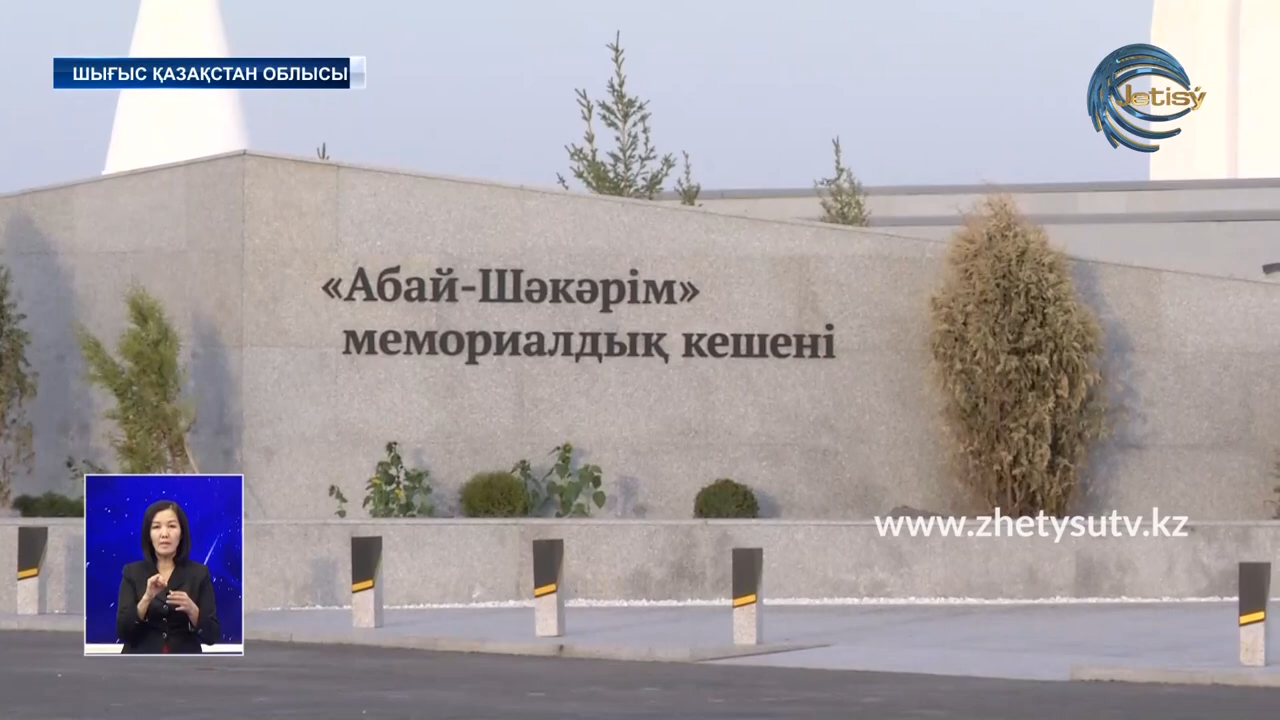 ШЫҒЫС ҚАЗАҚСТАН ОБЛЫСЫ
Jetisý
«Абай-Шәкәрім»
мемориалдық кешені
www.zhetysutv.kz